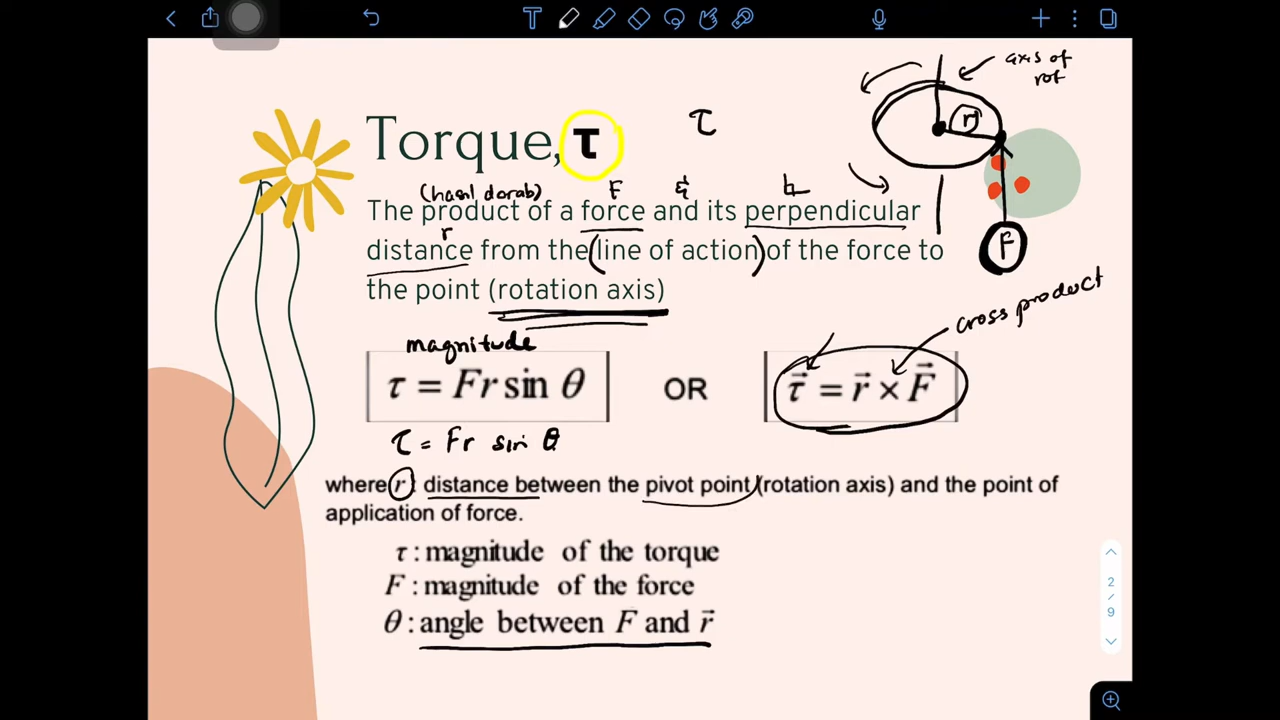 axis of
rot
r
Torque, τ
τ
(hasil darab) F & ⊥
The product of a force and its perpendicular
r
distance from the (line of action) of the force to
F
the point (rotation axis)
cross product
magnitude
τ = Fr sin θ OR τ⃗ = r⃗ × F⃗
τ = Fr sin θ
where r: distance between the pivot point (rotation axis) and the point of
application of force.
τ : magnitude of the torque
F : magnitude of the force
θ : angle between F⃗ and r⃗
2
/
9